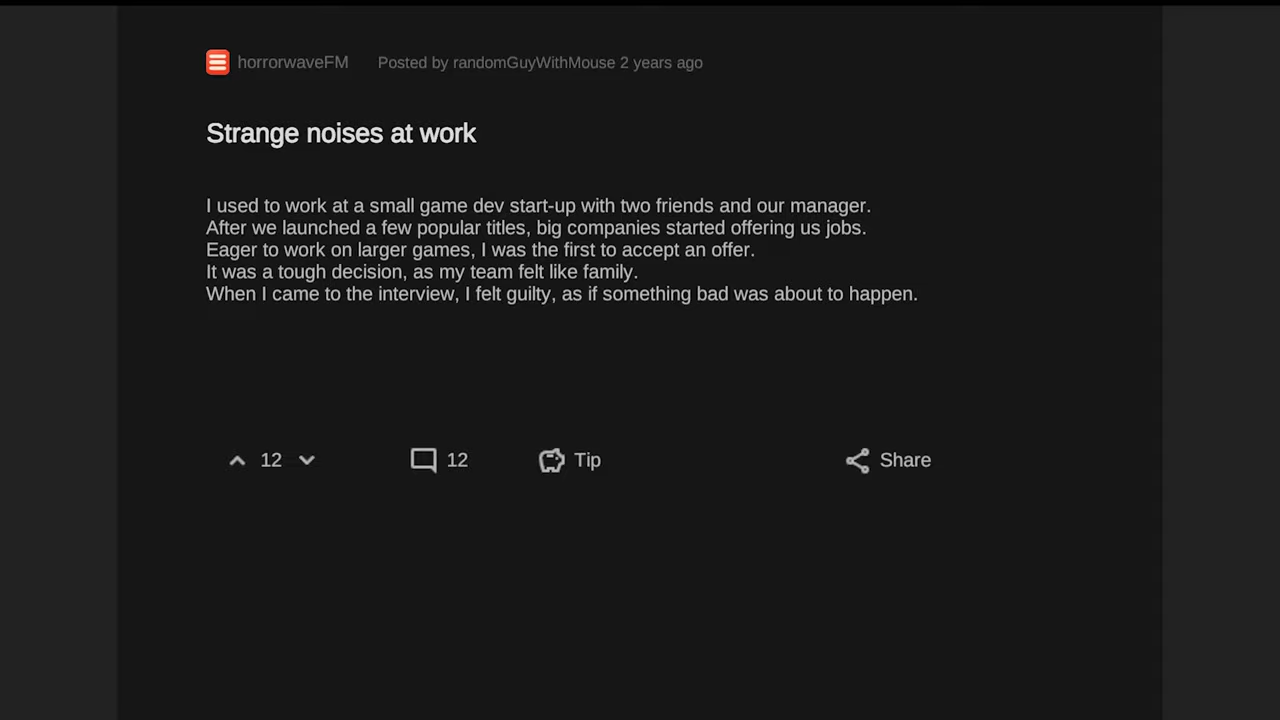 horrorwaveFM Posted by randomGuyWithMouse 2 years ago
Strange noises at work
I used to work at a small game dev start-up with two friends and our manager.
After we launched a few popular titles, big companies started offering us jobs.
Eager to work on larger games, I was the first to accept an offer.
It was a tough decision, as my team felt like family.
When I came to the interview, I felt guilty, as if something bad was about to happen.
12 12 Tip Share